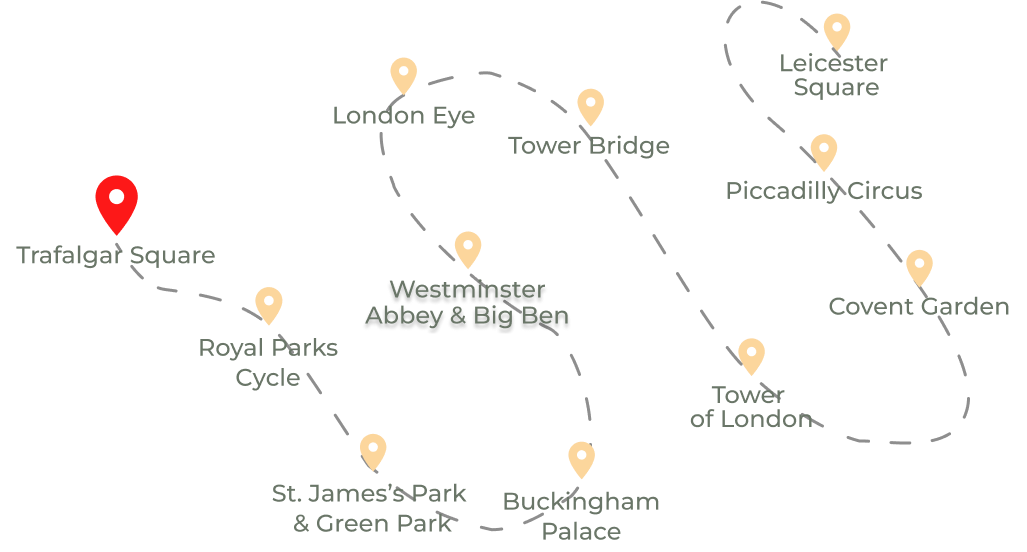 Trafalgar Square
Royal Parks
Cycle
St. James’s Park
& Green Park
Buckingham
Palace
Westminster
Abbey & Big Ben
London Eye
Tower Bridge
Tower
of London
Covent Garden
Piccadilly Circus
Leicester
Square